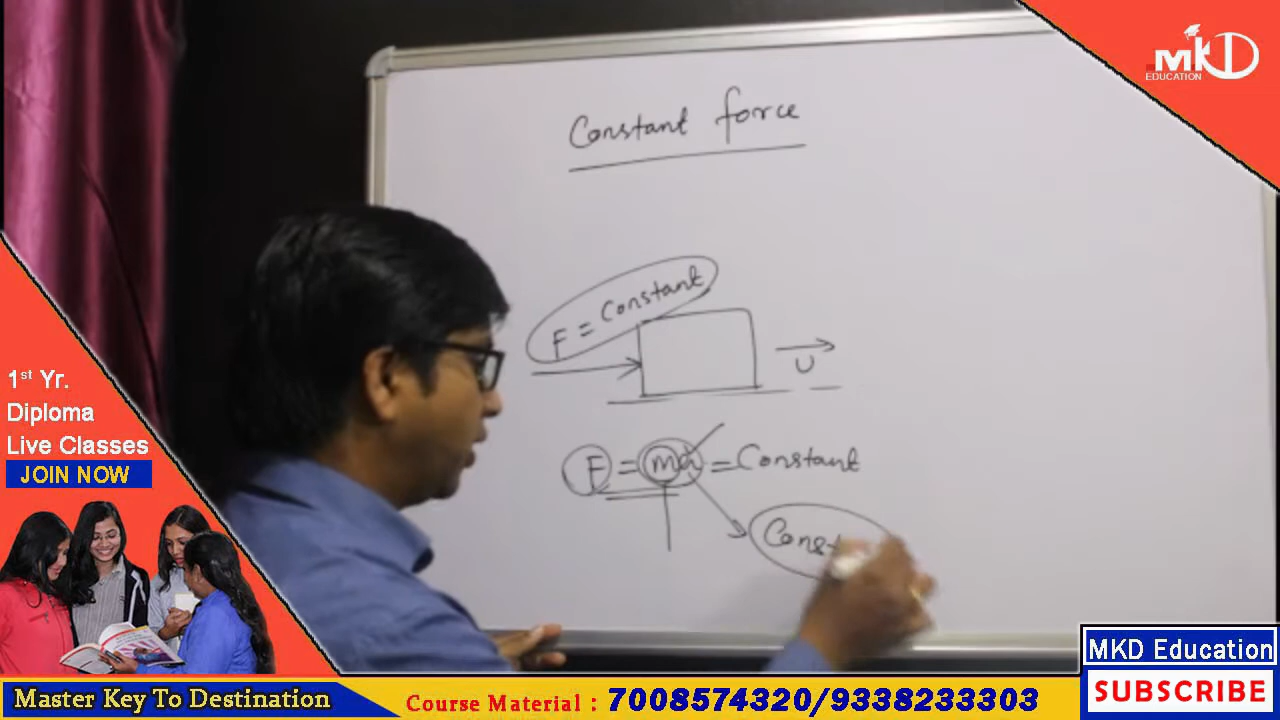 MKD
EDUCATION
Constant force
F = Constant
U
F = ma = Constant
1st Yr.
Diploma
Live Classes
JOIN NOW
MKD Education
SUBSCRIBE
Master Key To Destination
Course Material : 7008574320/9338233303